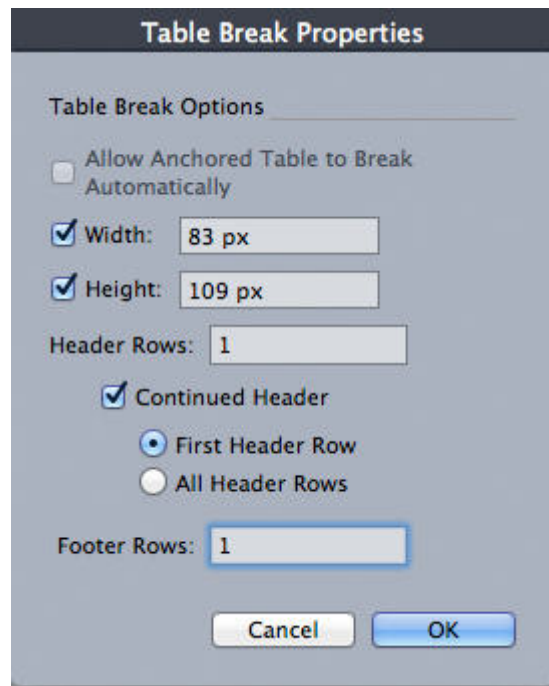 Table Break Properties
Table Break Options
Allow Anchored Table to Break
Automatically
Width: 83 px
Height: 109 px
Header Rows: 1
Continued Header
First Header Row
All Header Rows
Footer Rows: 1
Cancel OK